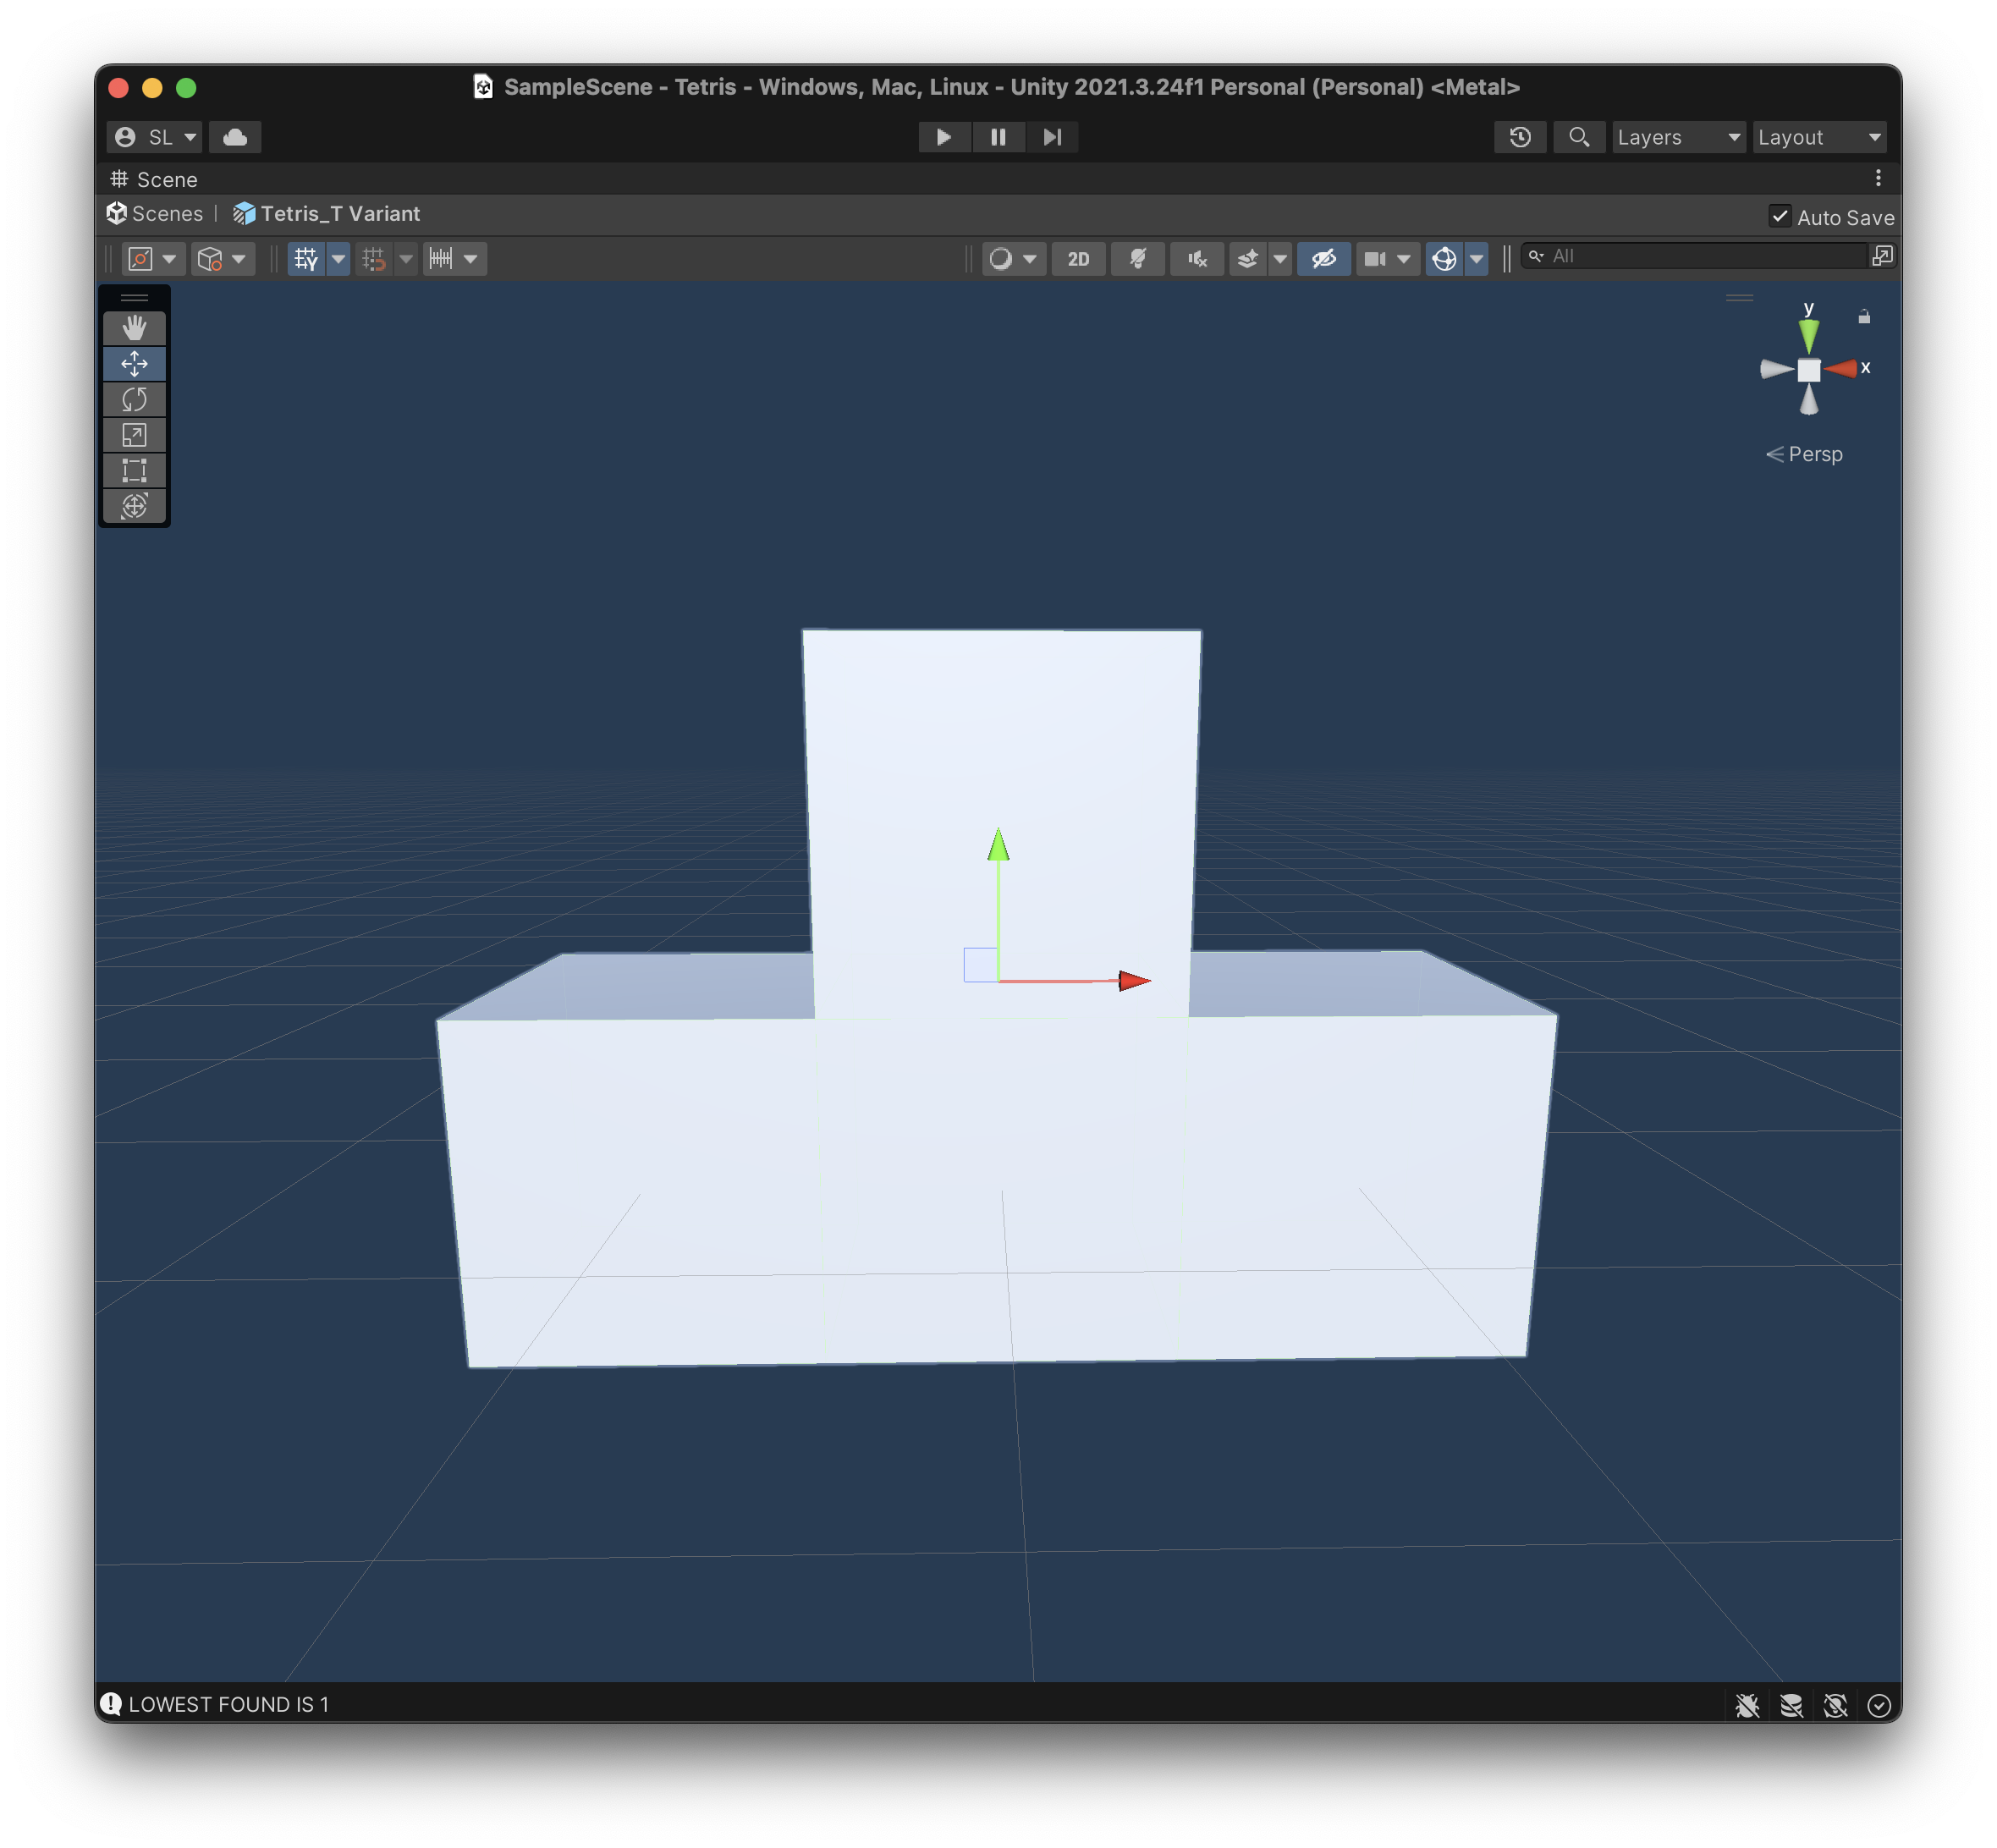 SampleScene - Tetris - Windows, Mac, Linux - Unity 2021.3.24f1 Personal (Personal) <Metal>
SL
Layers
Layout
Scene
Scenes
Tetris_T Variant
Auto Save
2D
All
y
x
Persp
LOWEST FOUND IS 1